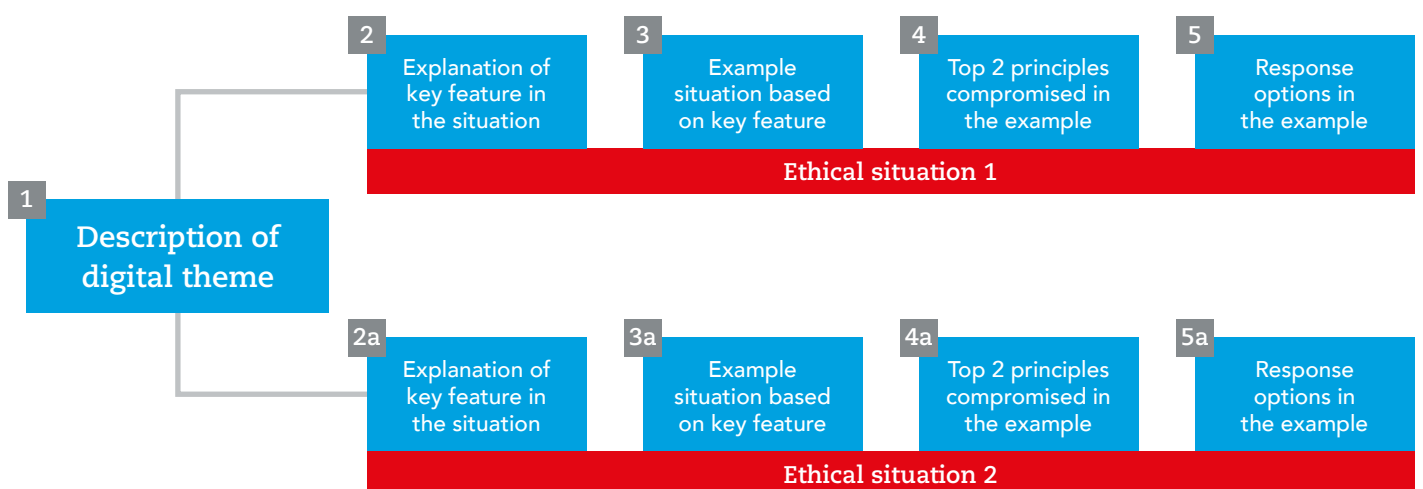 2
Explanation of
key feature in
the situation
3
Example
situation based
on key feature
4
Top 2 principles
compromised in
the example
5
Response
options in
the example
Ethical situation 1
1
Description of
digital theme
2a
Explanation of
key feature in
the situation
3a
Example
situation based
on key feature
4a
Top 2 principles
compromised in
the example
5a
Response
options in
the example
Ethical situation 2